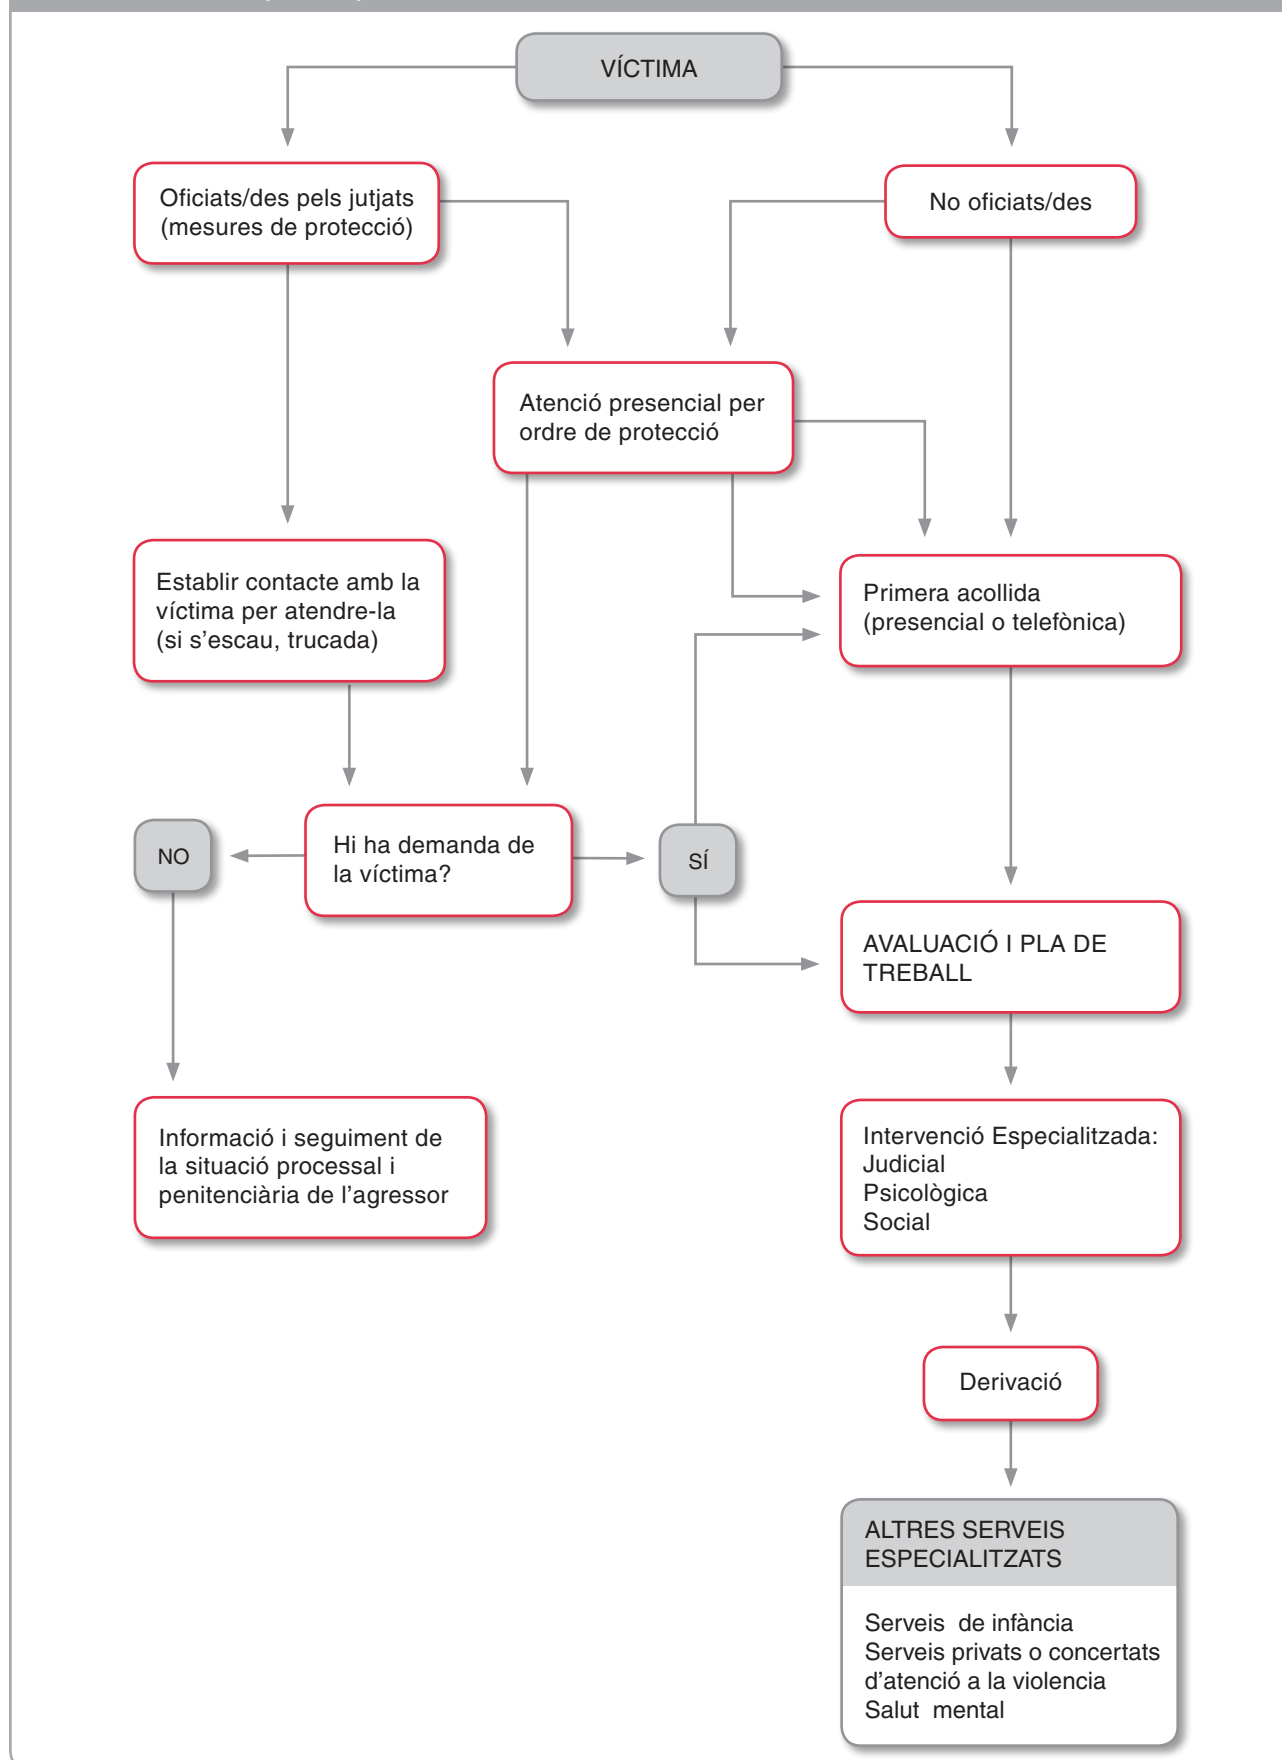 VÍCTIMA
Oficiats/des pels jutjats
(mesures de protecció)
No oficiats/des
Atenció presencial per
ordre de protecció
Establir contacte amb la
víctima per atendre-la
(si s’escau, trucada)
Primera acollida
(presencial o telefònica)
NO
Hi ha demanda de
la víctima?
SÍ
AVALUACIÓ I PLA DE
TREBALL
Informació i seguiment de
la situació processal i
penitenciària de l’agressor
Intervenció Especialitzada:
Judicial
Psicològica
Social
Derivació
ALTRES SERVEIS
ESPECIALITZATS
Serveis de infància
Serveis privats o concertats
d’atenció a la violencia
Salut mental